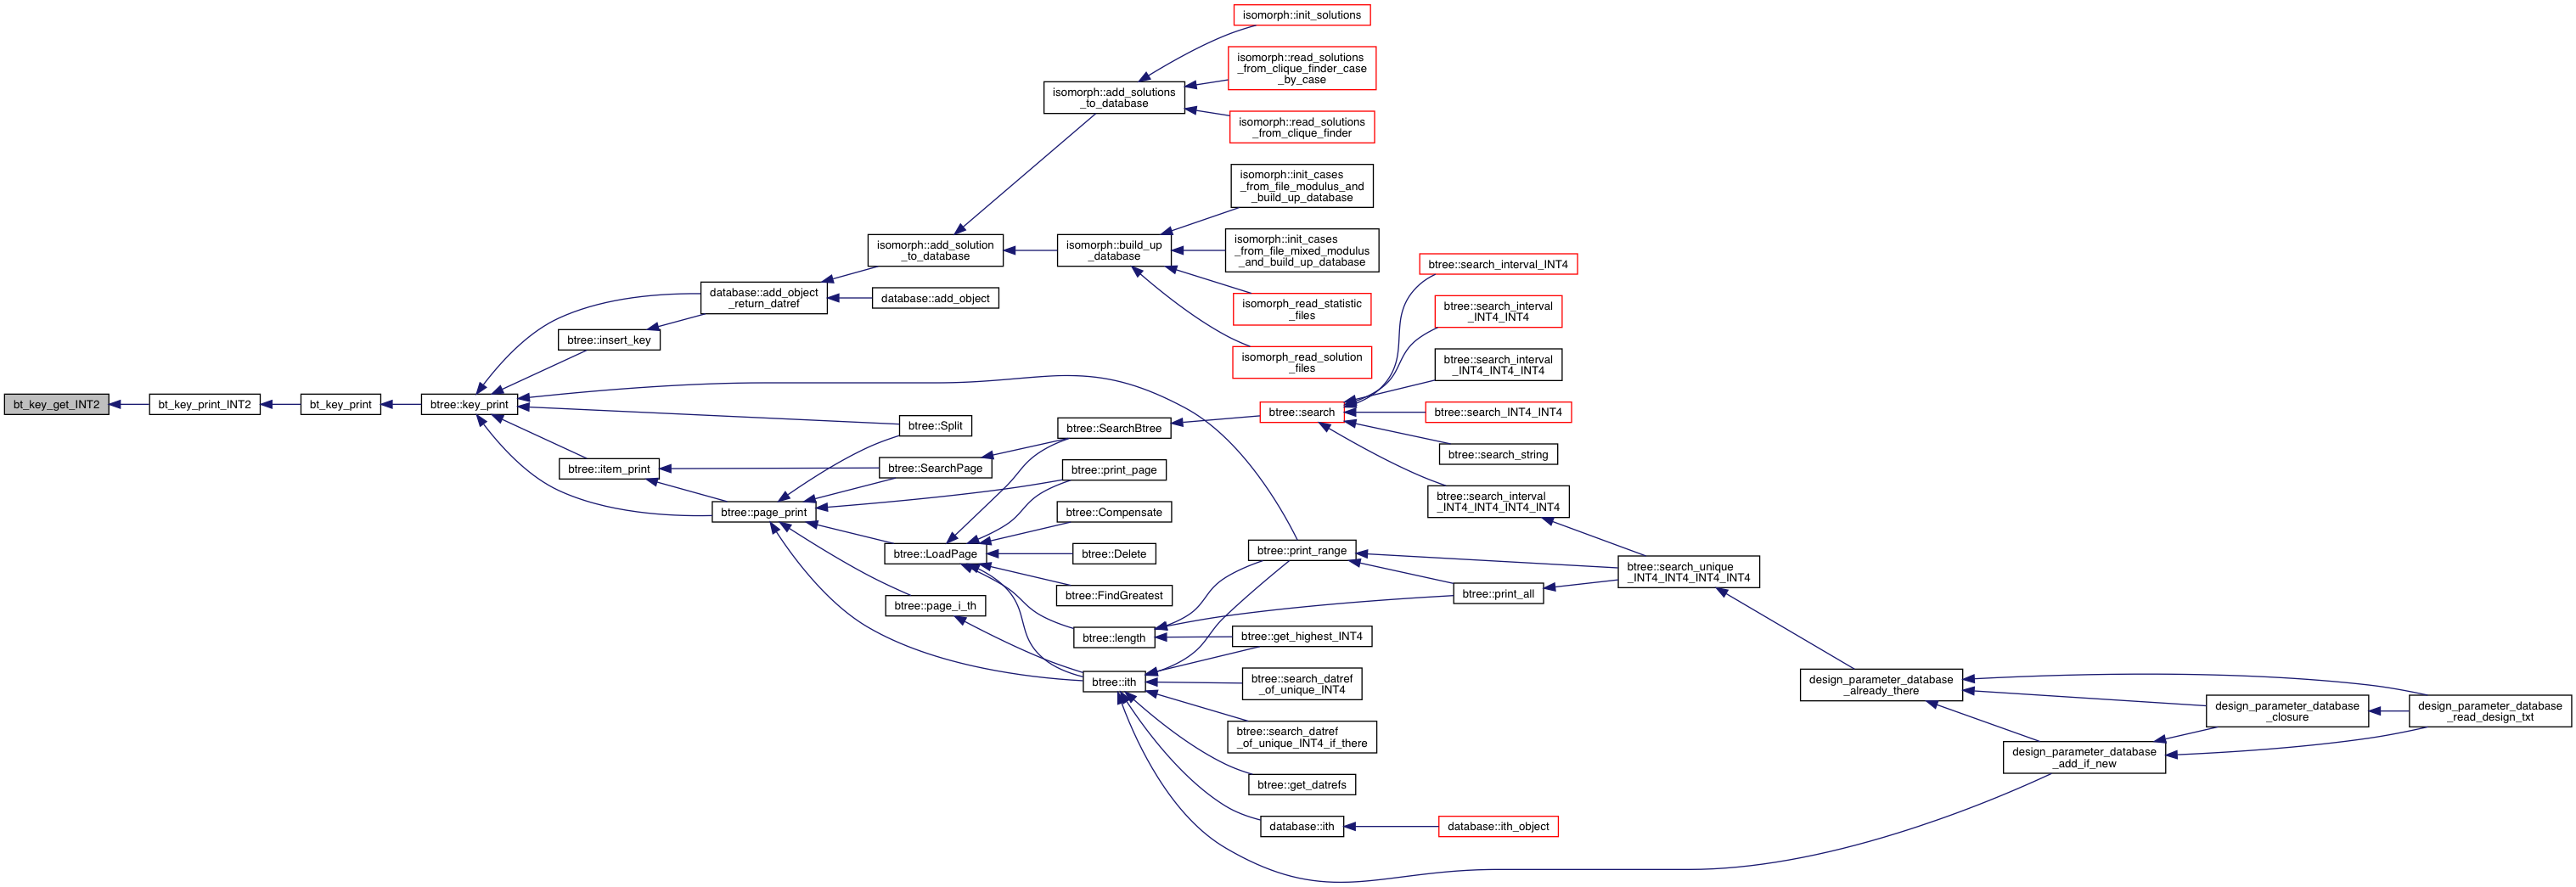 isomorph::init_solutions
isomorph::read_solutions
_from_clique_finder_case
_by_case
isomorph::add_solutions
_to_database
isomorph::read_solutions
_from_clique_finder
isomorph::init_cases
_from_file_modulus_and
_build_up_database
isomorph::add_solution
_to_database
isomorph::build_up
_database
isomorph::init_cases
_from_file_mixed_modulus
_and_build_up_database
btree::search_interval_INT4
database::add_object
_return_datref
database::add_object
isomorph_read_statistic
_files
btree::search_interval
_INT4_INT4
btree::insert_key
isomorph_read_solution
_files
btree::search_interval
_INT4_INT4_INT4
bt_key_get_INT2
bt_key_print_INT2
bt_key_print
btree::key_print
btree::search
btree::search_INT4_INT4
btree::Split
btree::SearchBtree
btree::search_string
btree::item_print
btree::SearchPage
btree::print_page
btree::search_interval
_INT4_INT4_INT4_INT4
btree::page_print
btree::Compensate
btree::LoadPage
btree::Delete
btree::print_range
btree::search_unique
_INT4_INT4_INT4_INT4
btree::FindGreatest
btree::print_all
btree::page_i_th
btree::length
btree::get_highest_INT4
btree::ith
btree::search_datref
_of_unique_INT4
design_parameter_database
_already_there
btree::search_datref
_of_unique_INT4_if_there
design_parameter_database
_closure
design_parameter_database
_read_design_txt
design_parameter_database
_add_if_new
btree::get_datrefs
database::ith
database::ith_object